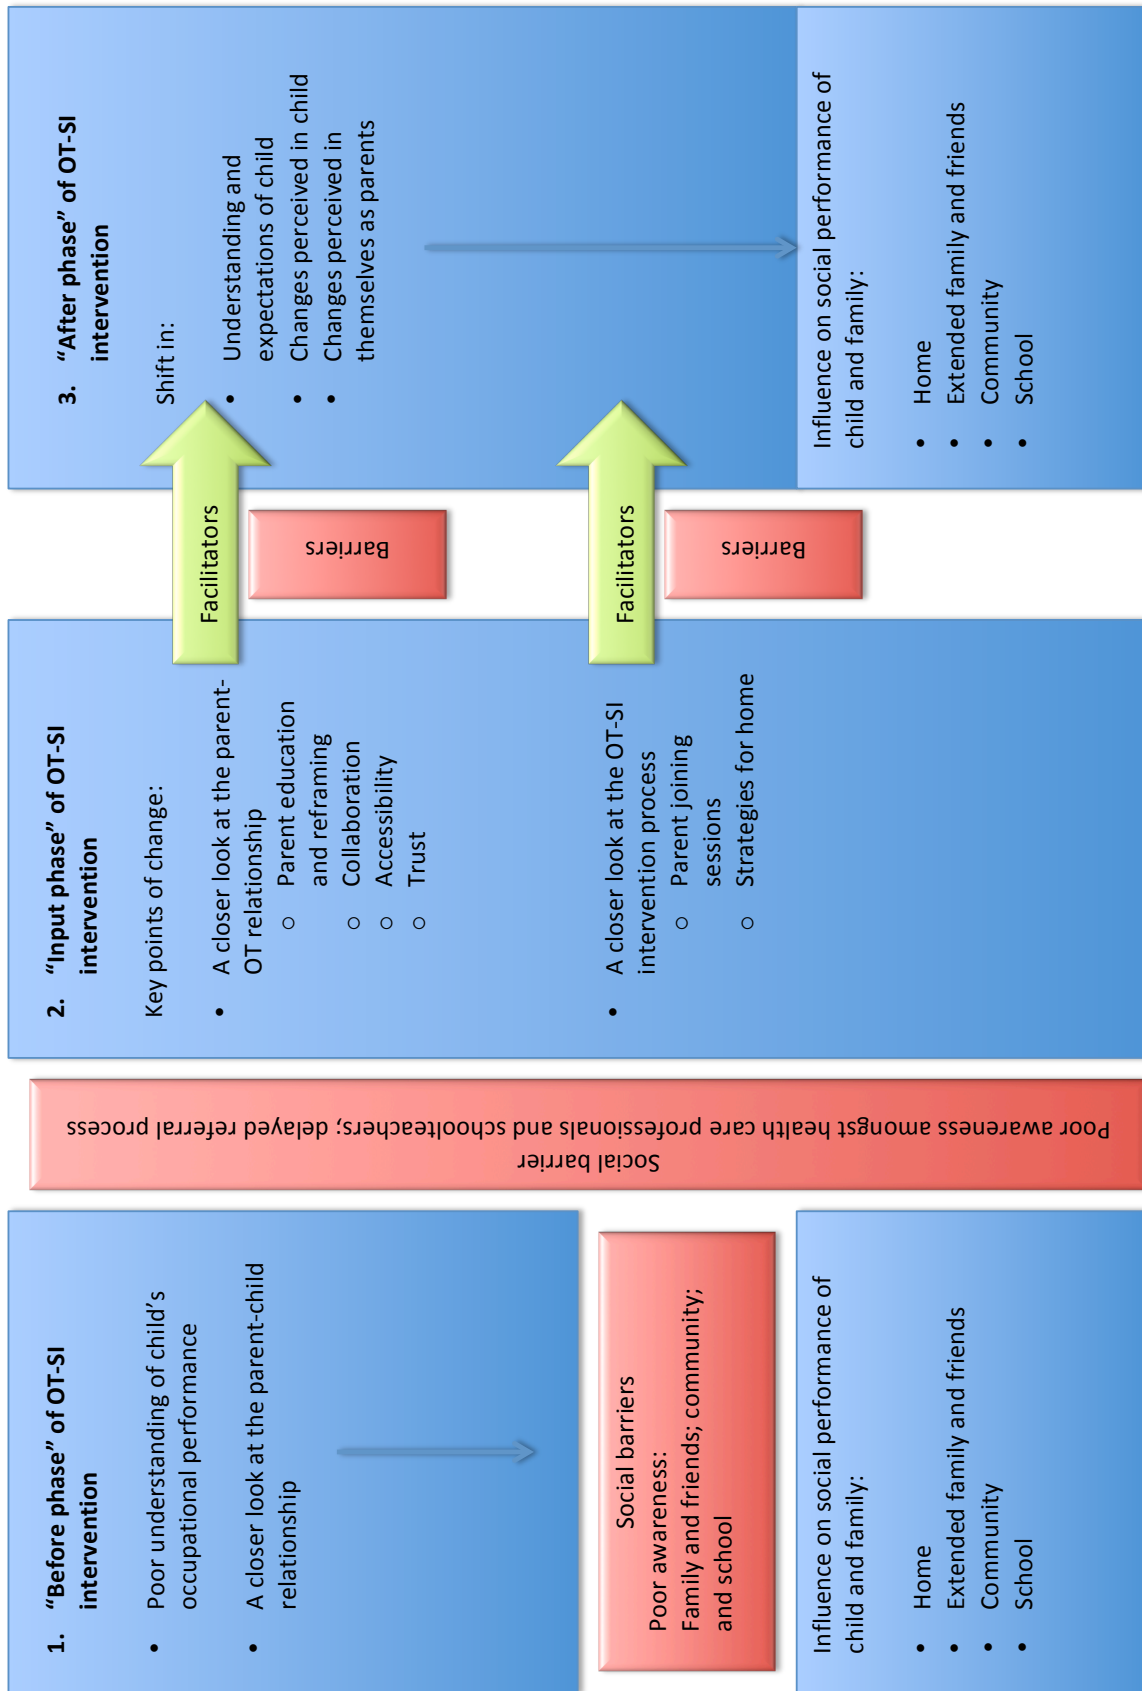 1. “Before phase” of OT-SI
intervention
• Poor understanding of child’s
occupational performance
• A closer look at the parent-child
relationship
Social barriers
Poor awareness:
Family and friends; community;
and school
Influence on social performance of
child and family:
• Home
• Extended family and friends
• Community
• School
Social barrier
Poor awareness amongst health care professionals and schoolteachers; delayed referral process
2. “Input phase” of OT-SI
intervention
Key points of change:
• A closer look at the parent-
OT relationship
o Parent education
and reframing
o Collaboration
o Accessibility
o Trust
• A closer look at the OT-SI
intervention process
o Parent joining
sessions
o Strategies for home
Facilitators
Barriers
Facilitators
Barriers
3. “After phase” of OT-SI
intervention
Shift in:
• Understanding and
expectations of child
• Changes perceived in child
• Changes perceived in
themselves as parents
Influence on social performance of
child and family:
• Home
• Extended family and friends
• Community
• School